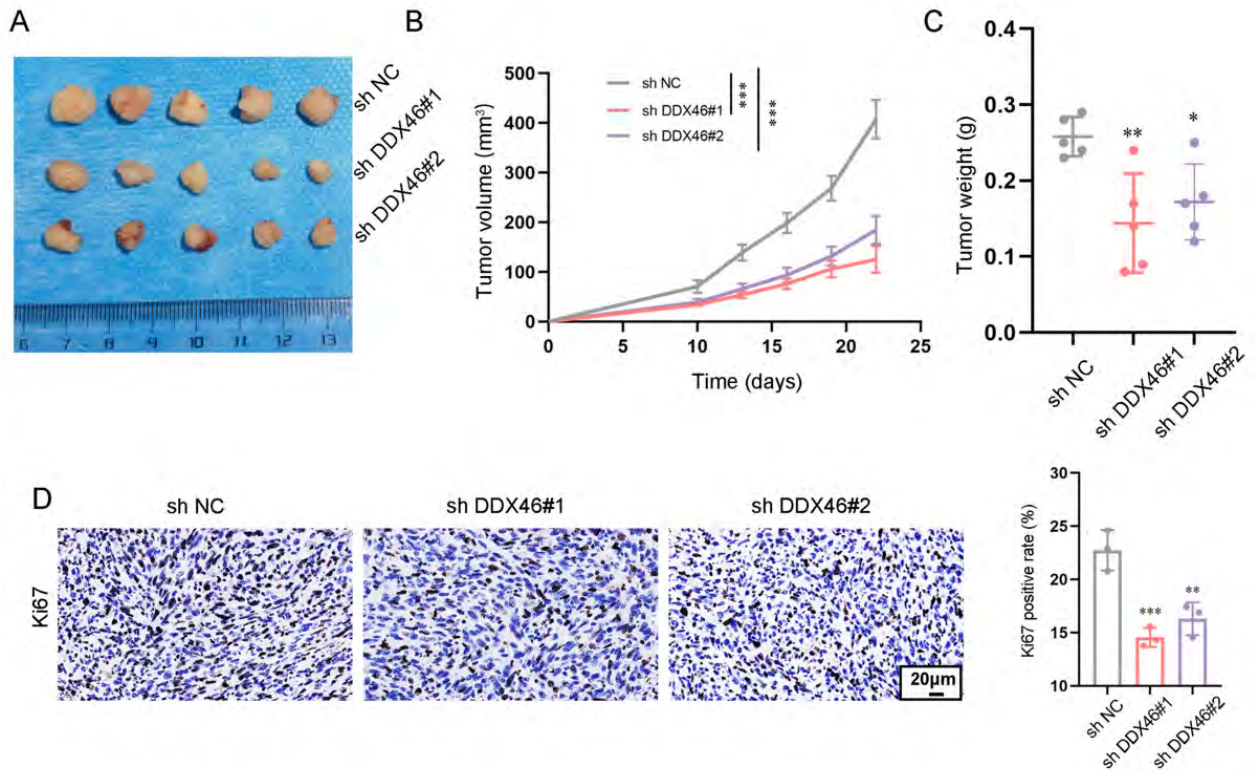 A
sh NC
sh DDX46#1
sh DDX46#2
6 7 8 9 10 11 12 13
B
500
400
300
200
100
0
Tumor volume (mm³)
0 5 10 15 20 25
Time (days)
sh NC
sh DDX46#1
sh DDX46#2
***
***
C
0.4
0.3
0.2
0.1
0.0
Tumor weight (g)
**
*
sh NC
sh DDX46#1
sh DDX46#2
D
sh NC
sh DDX46#1
sh DDX46#2
Ki67
20μm
30
25
20
15
10
Ki67 positive rate (%)
***
**
sh NC
sh DDX46#1
sh DDX46#2